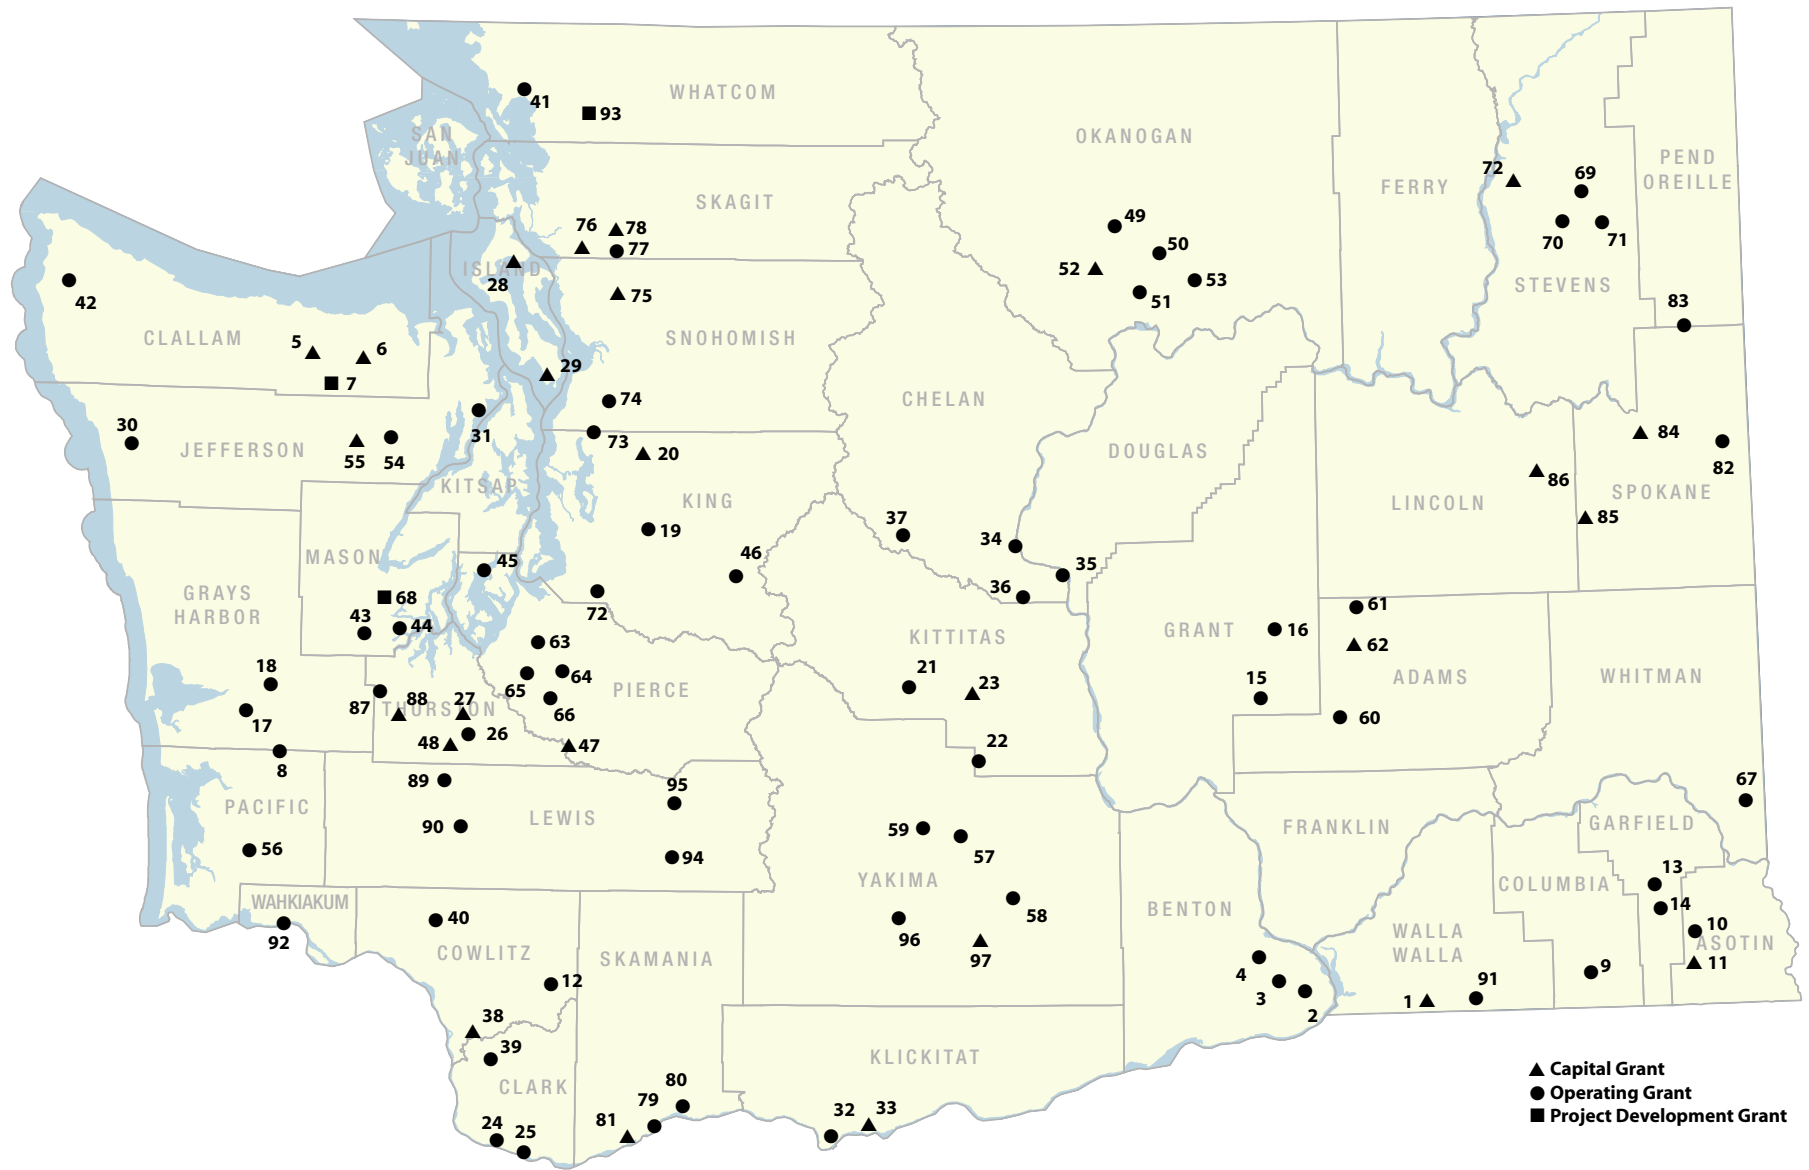 41
WHATCOM
93
SAN
JUAN
OKANOGAN
PEND
OREILLE
72
69
FERRY
SKAGIT
76
78
77
49
50
70
71
52
53
51
ISLAND
28
75
STEVENS
42
83
CLALLAM
5
6
7
SNOHOMISH
29
74
CHELAN
30
31
73
20
JEFFERSON
55
54
DOUGLAS
84
82
KITSAP
KING
86
LINCOLN
SPOKANE
85
37
19
34
MASON
45
46
35
36
GRAYS
HARBOR
68
43
44
72
61
63
KITTITAS
GRANT
16
62
18
65
64
PIERCE
21
23
15
ADAMS
WHITMAN
17
87
88
THURSTON
27
66
60
48
26
47
22
8
89
95
67
PACIFIC
90
LEWIS
59
57
FRANKLIN
GARFIELD
56
94
13
YAKIMA
COLUMBIA
WAHKIAKUM
58
BENTON
14
40
10
92
96
WALLA
WALLA
ASOTIN
COWLITZ
SKAMANIA
97
11
4
9
12
3
91
1
2
38
39
KLICKITAT
CLARK
80
79
81
32
33
24
25
Capital Grant
Operating Grant
Project Development Grant